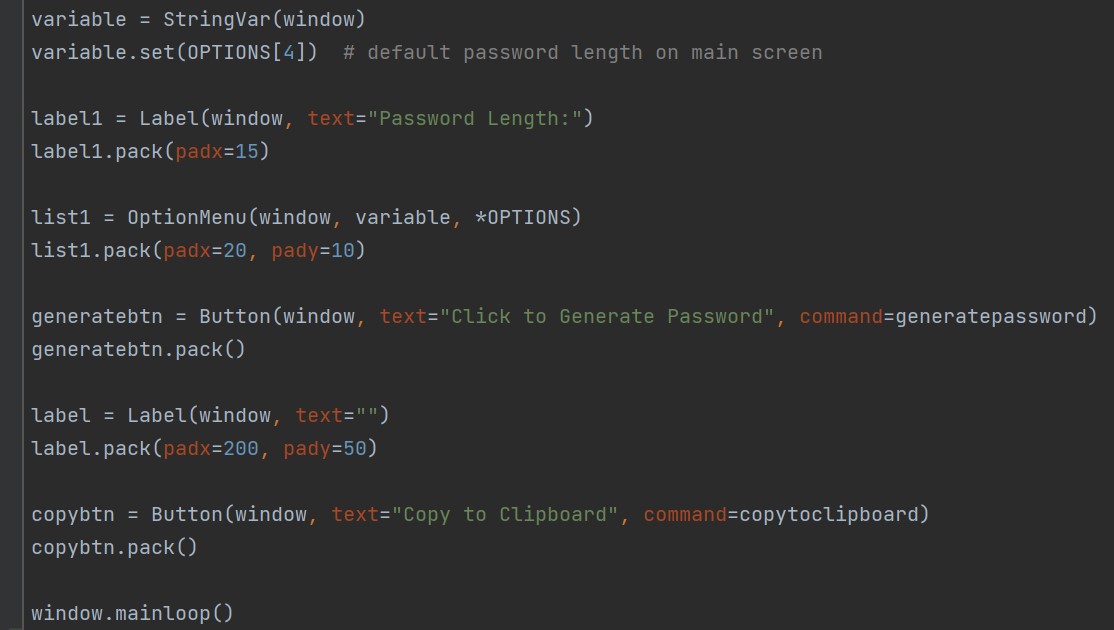 variable = StringVar(window)
variable.set(OPTIONS[4])  # default password length on main screen
label1 = Label(window, text="Password Length:")
label1.pack(padx=15)
list1 = OptionMenu(window, variable, *OPTIONS)
list1.pack(padx=20, pady=10)
generatebtn = Button(window, text="Click to Generate Password", command=generatepassword)
generatebtn.pack()
label = Label(window, text="")
label.pack(padx=200, pady=50)
copybtn = Button(window, text="Copy to Clipboard", command=copytoclipboard)
copybtn.pack()
window.mainloop()